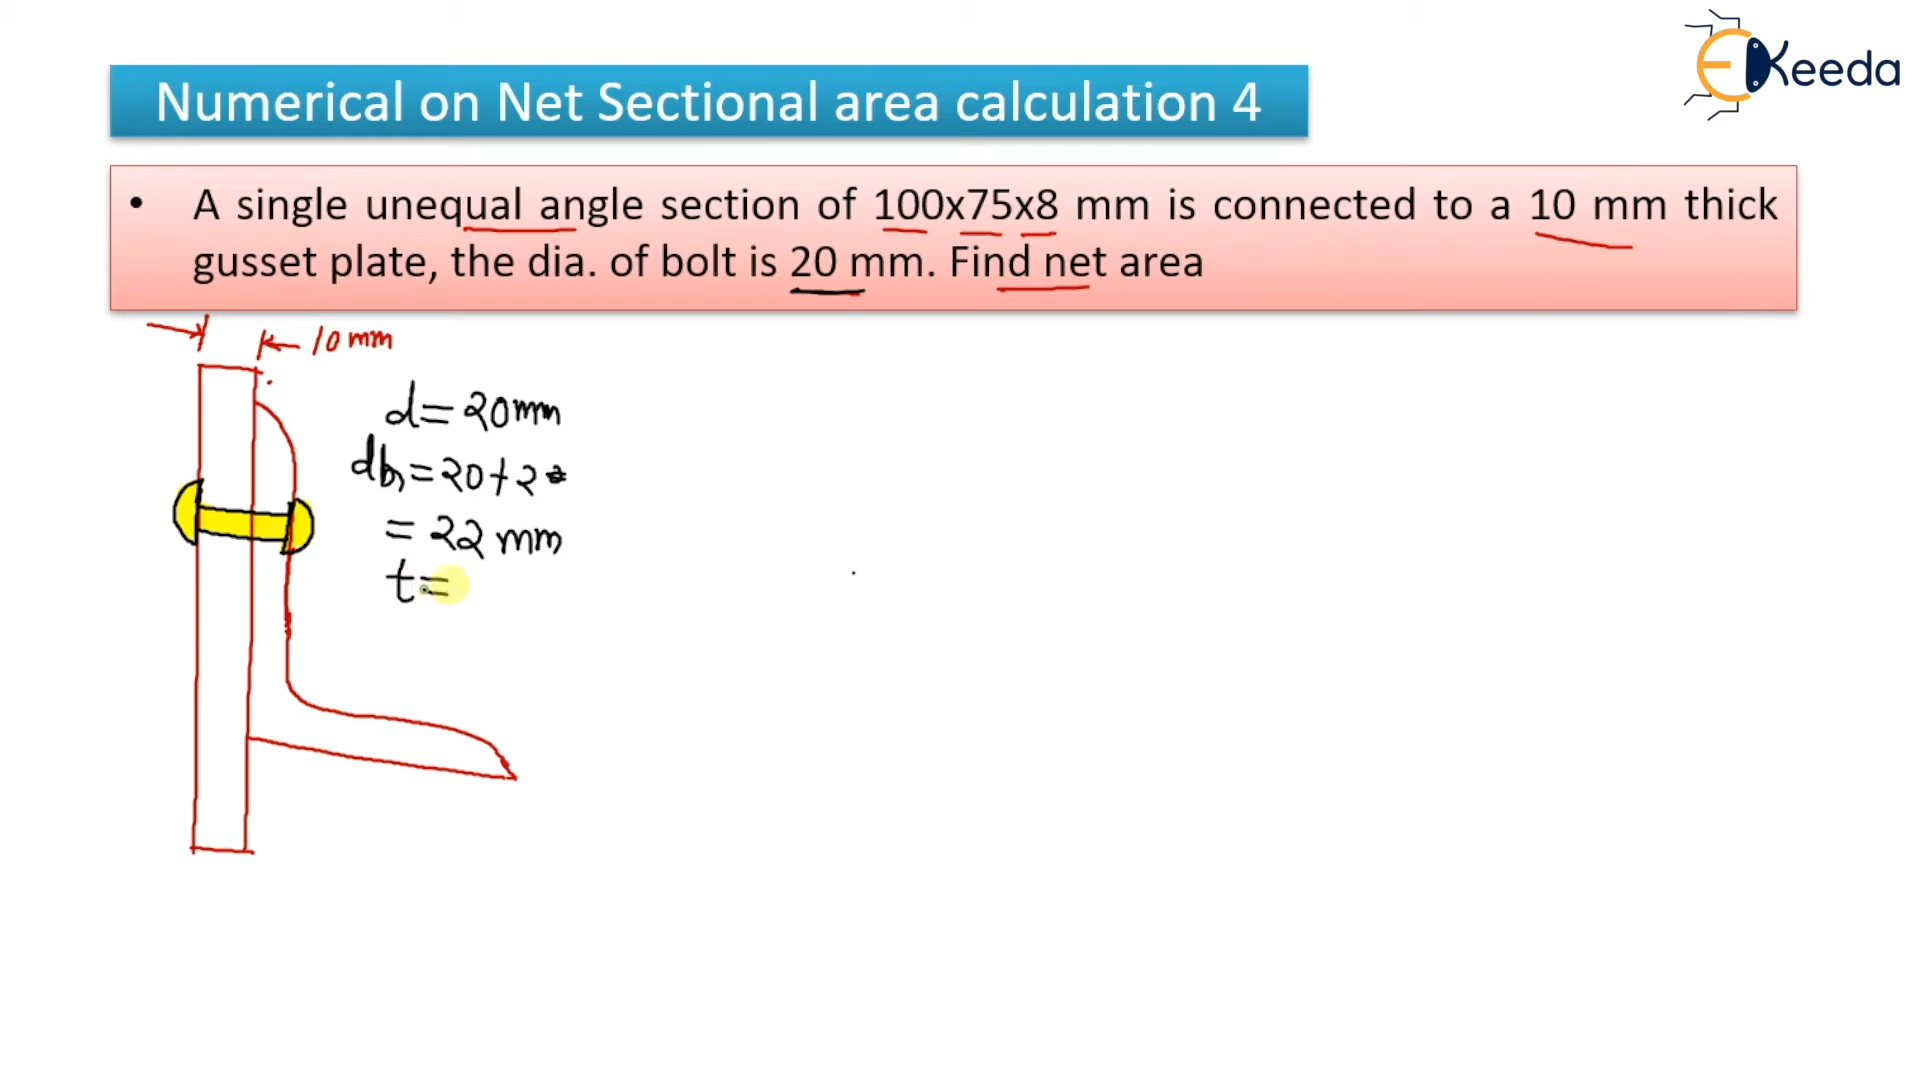 EKeeda
Numerical on Net Sectional area calculation 4
• A single unequal angle section of 100x75x8 mm is connected to a 10 mm thick
gusset plate, the dia. of bolt is 20 mm. Find net area
10 mm
d = 20mm
dh = 20+2
= 22 mm
t =